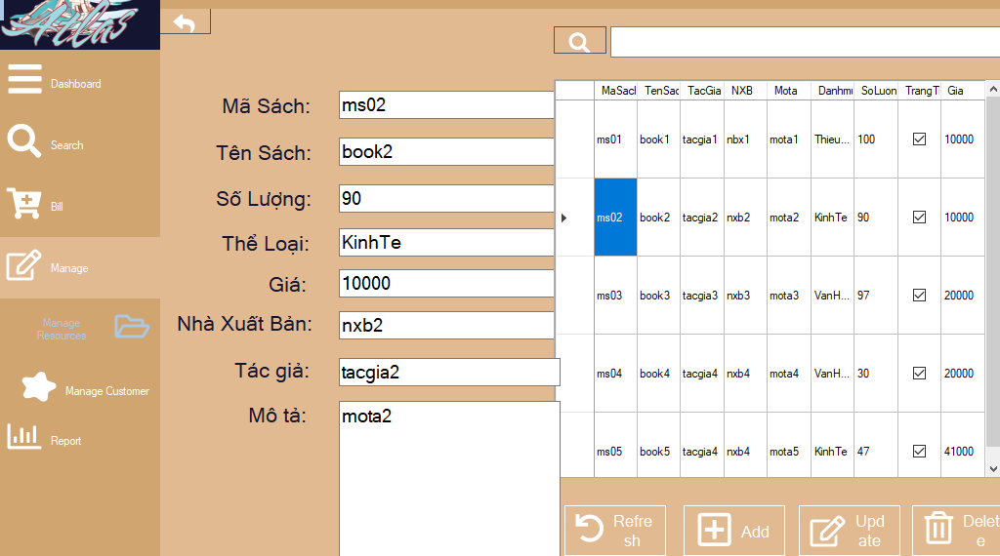 Atlas
Dashboard
Search
Bill
Manage
Manage
Resources
Manage Customer
Report
Mã Sách:
ms02
Tên Sách:
book2
Số Lượng:
90
Thể Loại:
KinhTe
Giá:
10000
Nhà Xuất Bản:
nxb2
Tác giả:
tacgia2
Mô tả:
mota2
MaSach TenSac TacGia NXB Mota Danhmu SoLuon TrangT Gia
ms01 book1 tacgia1 nbx1 mota1 Thieu... 100 10000
ms02 book2 tacgia2 nxb2 mota2 KinhTe 90 10000
ms03 book3 tacgia3 nxb3 mota3 VanH... 97 20000
ms04 book4 tacgia4 nxb4 mota4 VanH... 30 20000
ms05 book5 tacgia4 nxb4 mota5 KinhTe 47 41000
Refre
sh
Add
Upd
ate
Delet
e